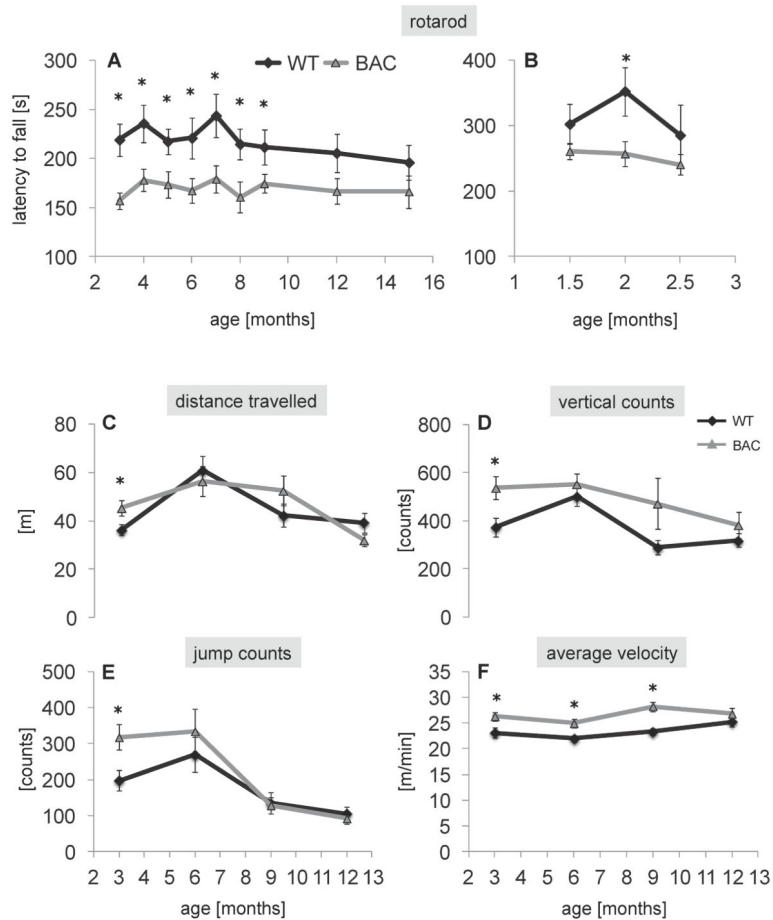 rotarod
A
WT BAC
B
latency to fall [s]
300
250
200
150
100
* * * * * * *
2 4 6 8 10 12 14 16
age [months]
400
300
200
100
*
1 1.5 2 2.5 3
age [months]
distance travelled
C
[m]
80
60
40
20
0
*
vertical counts
D
WT
BAC
[counts]
800
600
400
200
0
*
jump counts
E
[counts]
500
400
300
200
100
0
*
2 3 4 5 6 7 8 9 10 11 12 13
age [months]
average velocity
F
[m/min]
35
30
25
20
15
10
5
0
* * *
2 3 4 5 6 7 8 9 10 11 12 13
age [months]